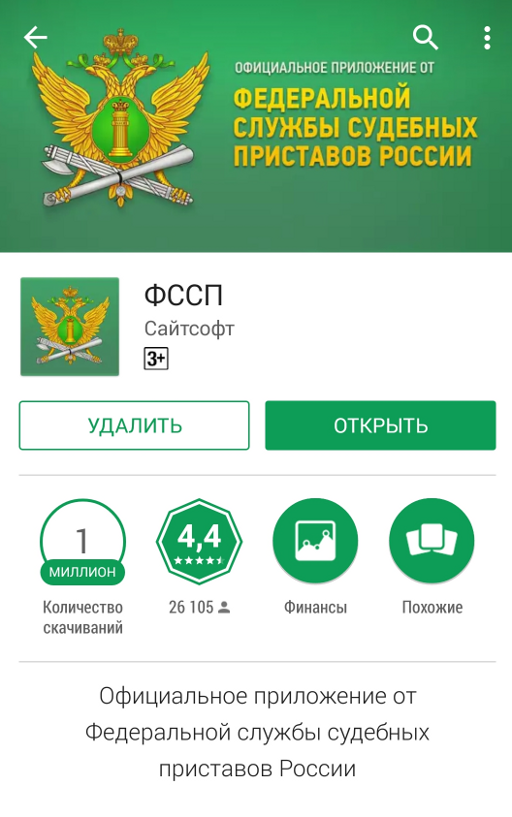 ОФИЦИАЛЬНОЕ ПРИЛОЖЕНИЕ ОТ
ФЕДЕРАЛЬНОЙ
СЛУЖБЫ СУДЕБНЫХ
ПРИСТАВОВ РОССИИ
ФССП
Сайтсофт
3+
УДАЛИТЬ
ОТКРЫТЬ
1
МИЛЛИОН
4,4
Количество
скачиваний
26 105
Финансы
Похожие
Официальное приложение от
Федеральной службы судебных
приставов России